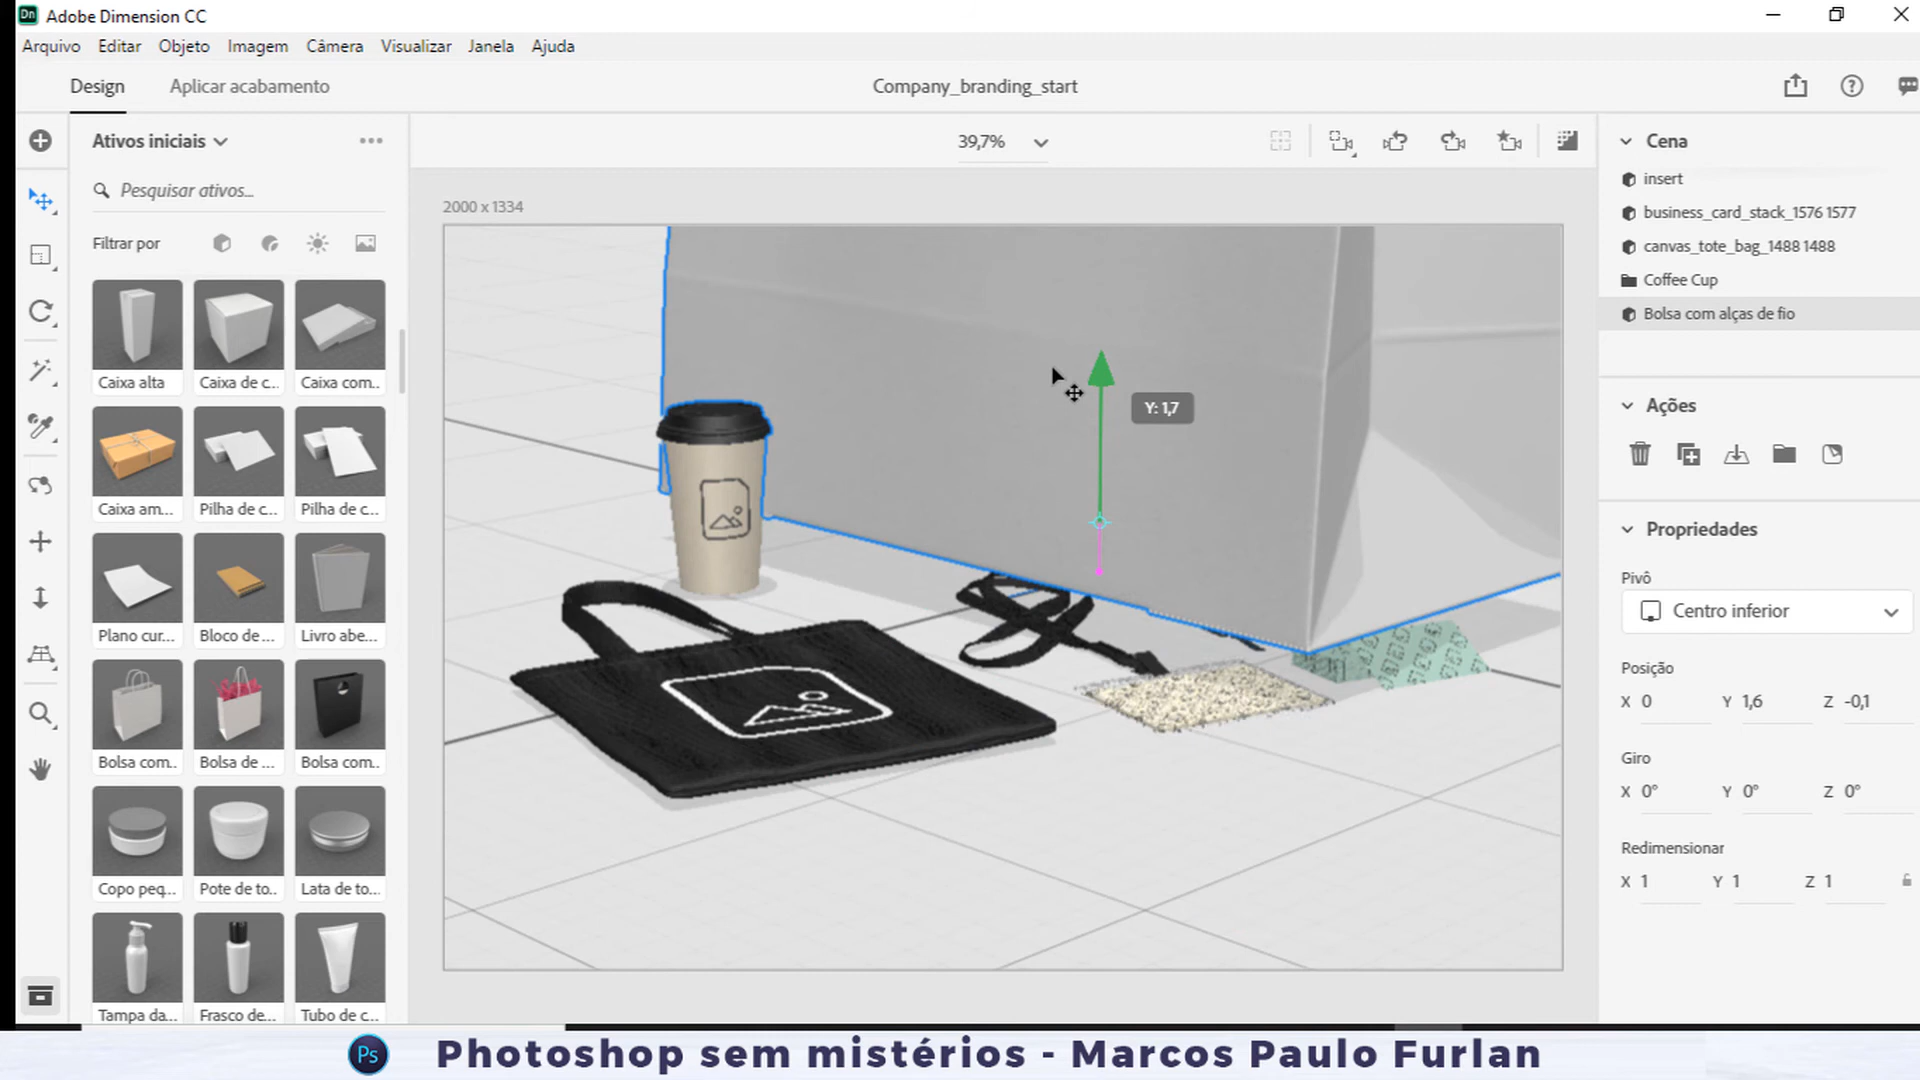 Dn Adobe Dimension CC
Arquivo Editar Objeto Imagem Câmera Visualizar Janela Ajuda
Design Aplicar acabamento
Company_branding_start
Ativos iniciais
39,7%
Pesquisar ativos...
2000 x 1334
Filtrar por
Caixa alta Caixa de c... Caixa com..
Caixa am... Pilha de c... Pilha de c...
Plano cur... Bloco de ... Livro abe...
Bolsa com.. Bolsa de ... Bolsa com..
Copo peq... Pote de to.. Lata de to...
Tampa da... Frasco de... Tubo de c...
Y: 1,7
Cena
insert
business_card_stack_1576 1577
canvas_tote_bag_1488 1488
Coffee Cup
Bolsa com alças de fio
Ações
Propriedades
Pivô
Centro inferior
Posição
X 0 Y 1,6 Z -0,1
Giro
X 0° Y 0° Z 0°
Redimensionar
X 1 Y 1 Z 1
Ps Photoshop sem mistérios - Marcos Paulo Furlan